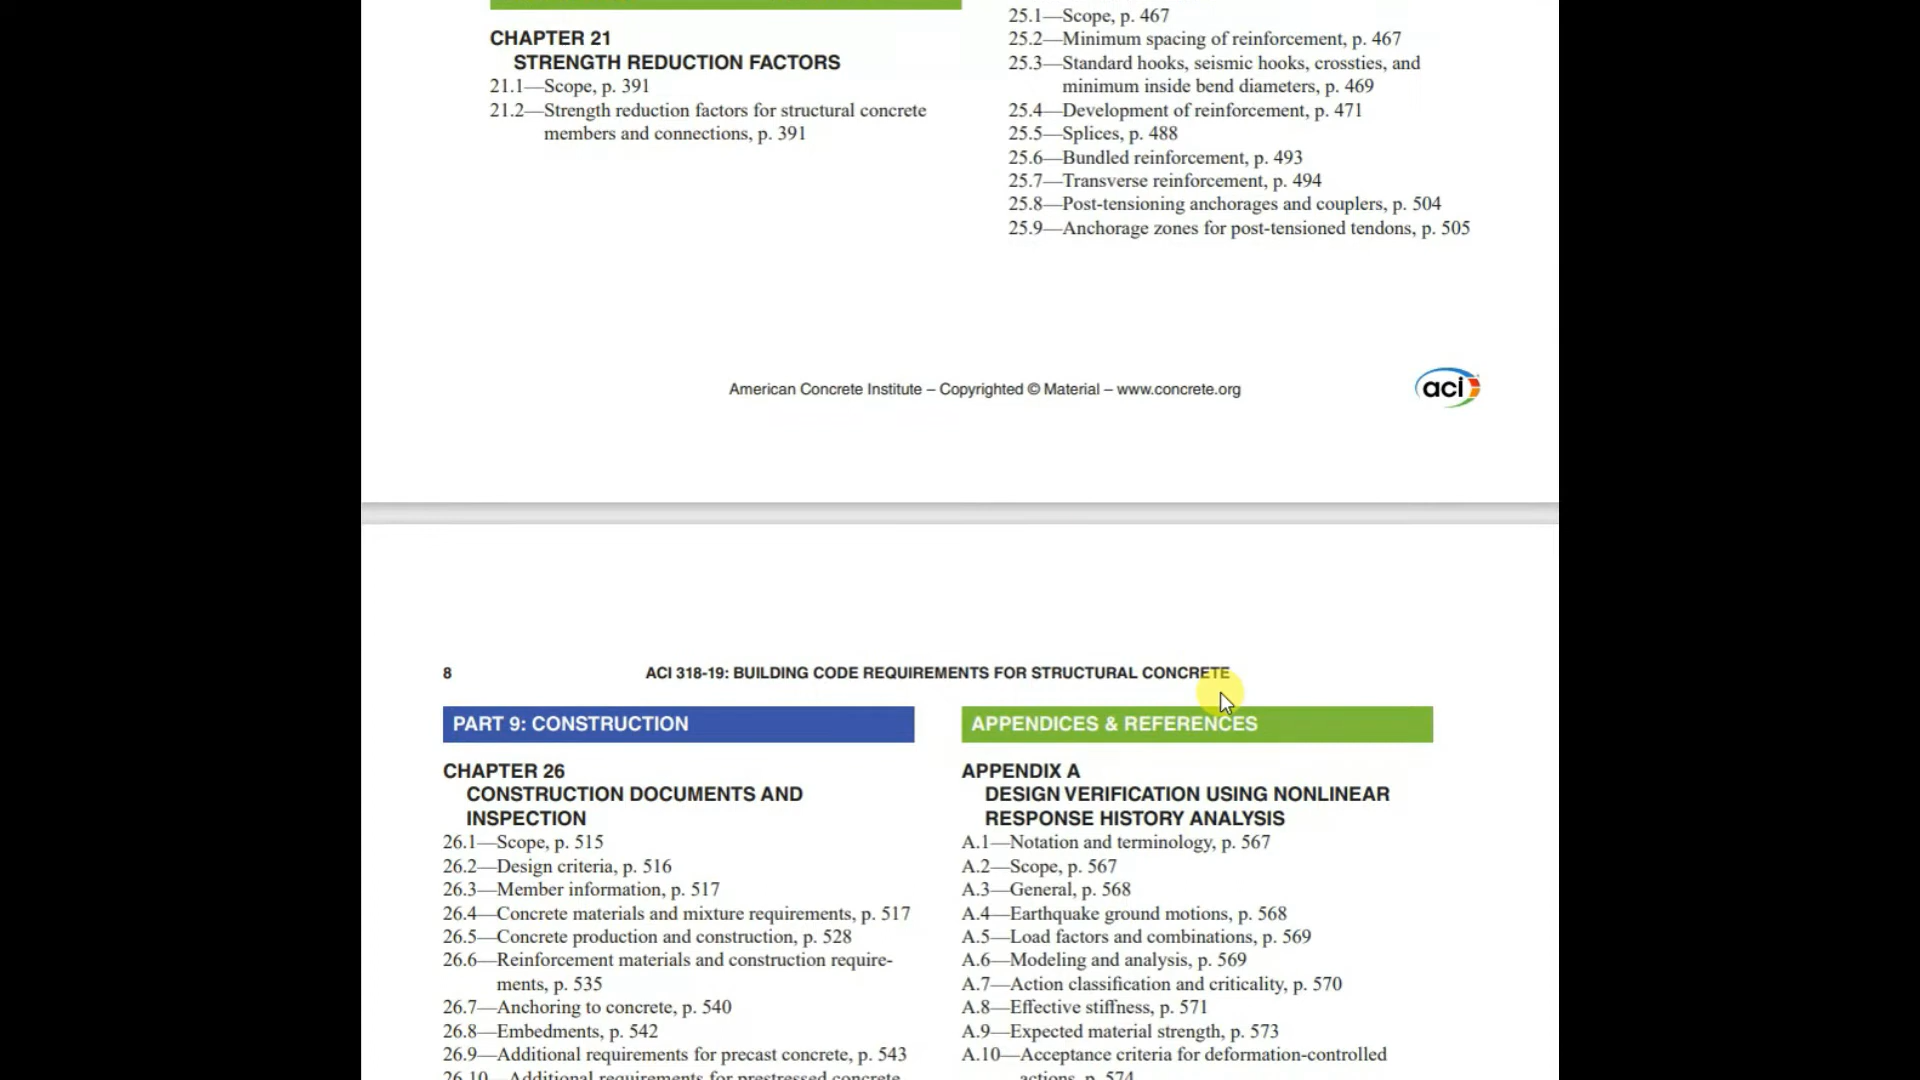 CHAPTER 21
STRENGTH REDUCTION FACTORS
21.1—Scope, p. 391
21.2—Strength reduction factors for structural concrete
members and connections, p. 391
25.1—Scope, p. 467
25.2—Minimum spacing of reinforcement, p. 467
25.3—Standard hooks, seismic hooks, crossties, and
minimum inside bend diameters, p. 469
25.4—Development of reinforcement, p. 471
25.5—Splices, p. 488
25.6—Bundled reinforcement, p. 493
25.7—Transverse reinforcement, p. 494
25.8—Post-tensioning anchorages and couplers, p. 504
25.9—Anchorage zones for post-tensioned tendons, p. 505
American Concrete Institute – Copyrighted © Material – www.concrete.org
aci
8
ACI 318-19: BUILDING CODE REQUIREMENTS FOR STRUCTURAL CONCRETE
PART 9: CONSTRUCTION
CHAPTER 26
CONSTRUCTION DOCUMENTS AND
INSPECTION
26.1—Scope, p. 515
26.2—Design criteria, p. 516
26.3—Member information, p. 517
26.4—Concrete materials and mixture requirements, p. 517
26.5—Concrete production and construction, p. 528
26.6—Reinforcement materials and construction require-
ments, p. 535
26.7—Anchoring to concrete, p. 540
26.8—Embedments, p. 542
26.9—Additional requirements for precast concrete, p. 543
26.10—Additional requirements for prestressed concrete,
APPENDICES & REFERENCES
APPENDIX A
DESIGN VERIFICATION USING NONLINEAR
RESPONSE HISTORY ANALYSIS
A.1—Notation and terminology, p. 567
A.2—Scope, p. 567
A.3—General, p. 568
A.4—Earthquake ground motions, p. 568
A.5—Load factors and combinations, p. 569
A.6—Modeling and analysis, p. 569
A.7—Action classification and criticality, p. 570
A.8—Effective stiffness, p. 571
A.9—Expected material strength, p. 573
A.10—Acceptance criteria for deformation-controlled
actions, p. 574